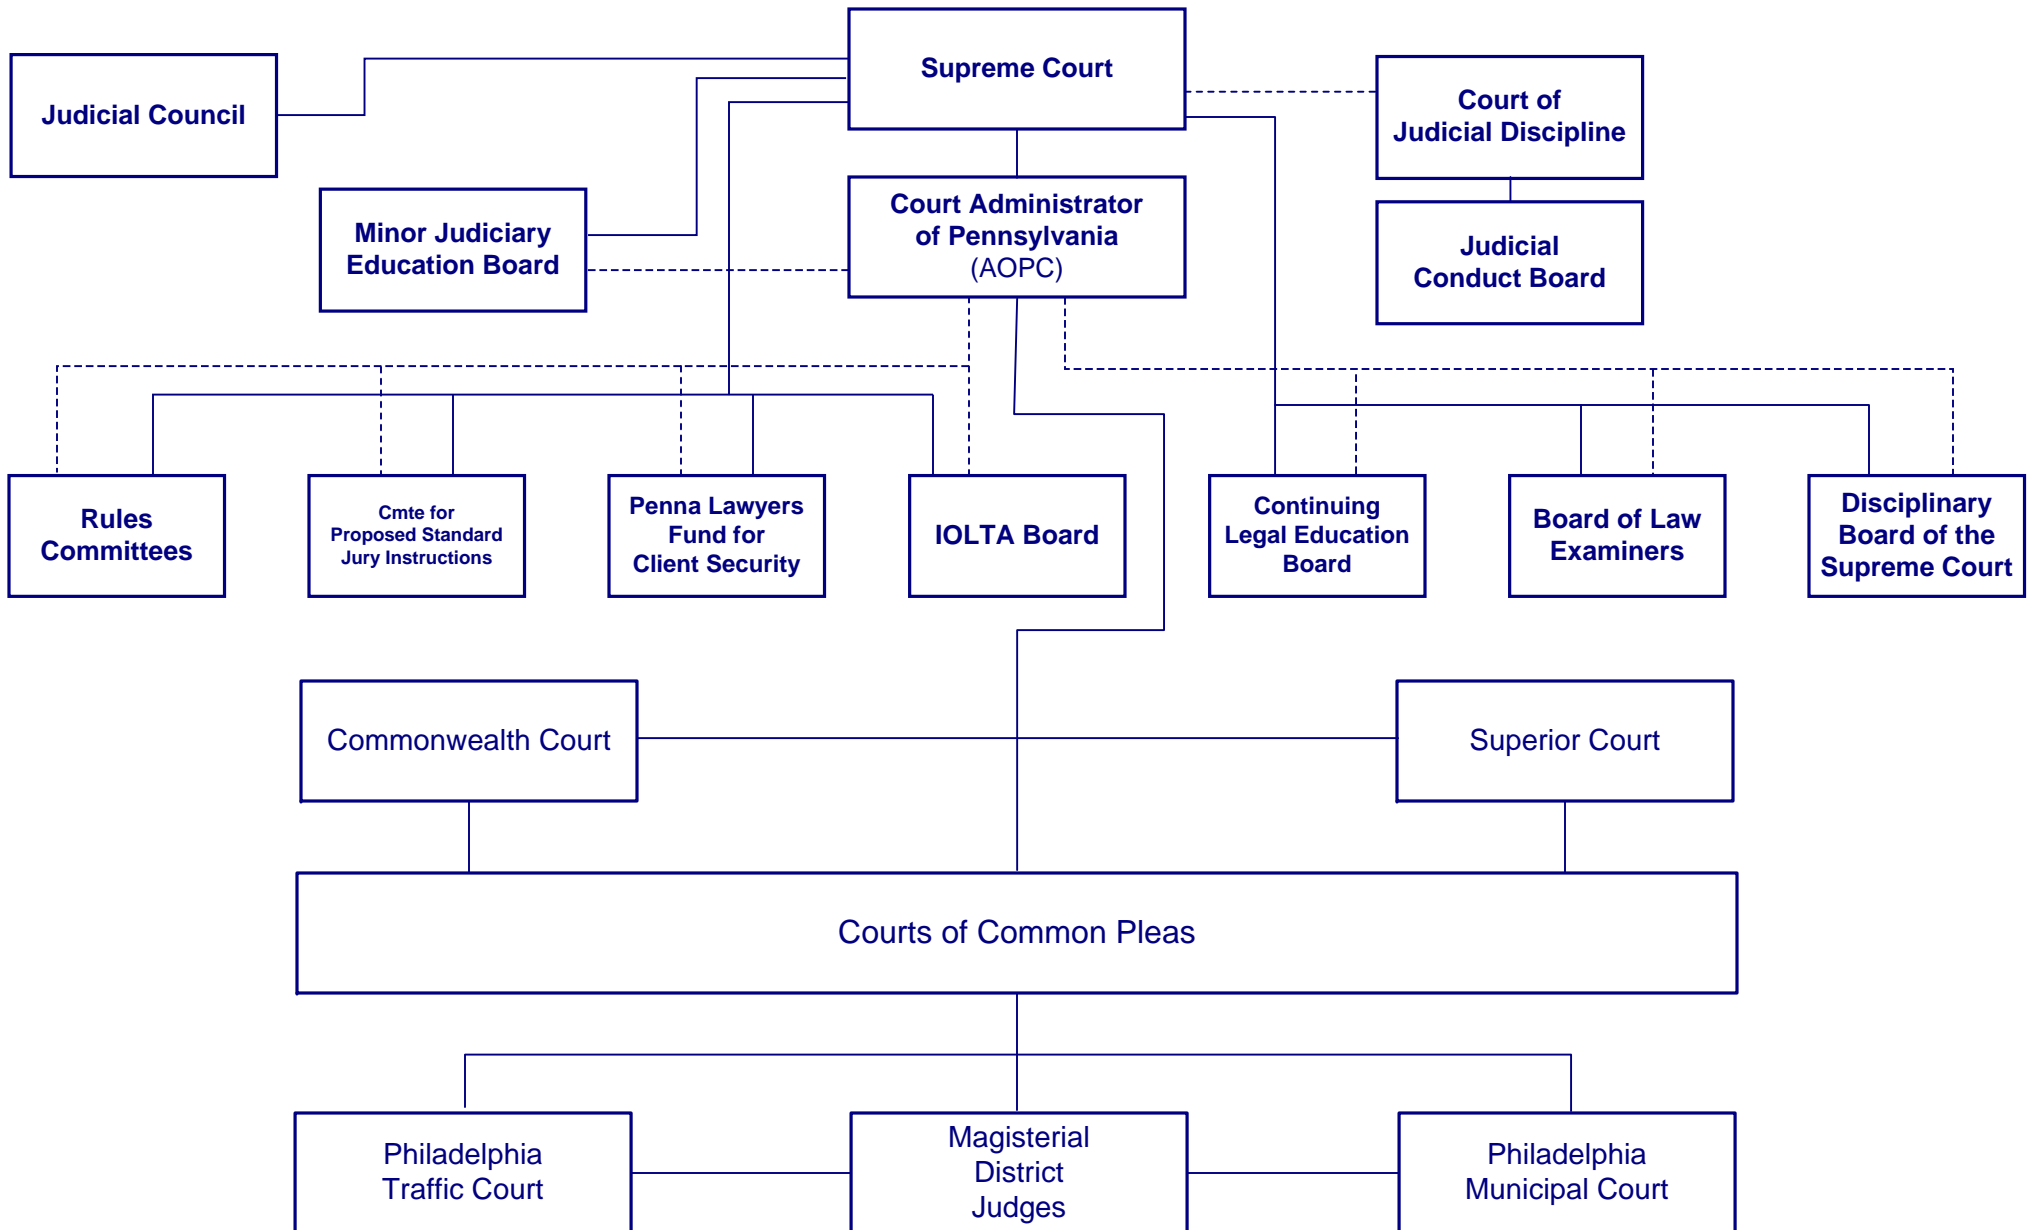 Supreme Court
Judicial Council
Court of
Judicial Discipline
Minor Judiciary
Education Board
Court Administrator
of Pennsylvania
(AOPC)
Judicial
Conduct Board
Rules
Committees
Cmte for
Proposed Standard
Jury Instructions
Penna Lawyers
Fund for
Client Security
IOLTA Board
Continuing
Legal Education
Board
Board of Law
Examiners
Disciplinary
Board of the
Supreme Court
Commonwealth Court
Superior Court
Courts of Common Pleas
Philadelphia
Traffic Court
Magisterial
District
Judges
Philadelphia
Municipal Court